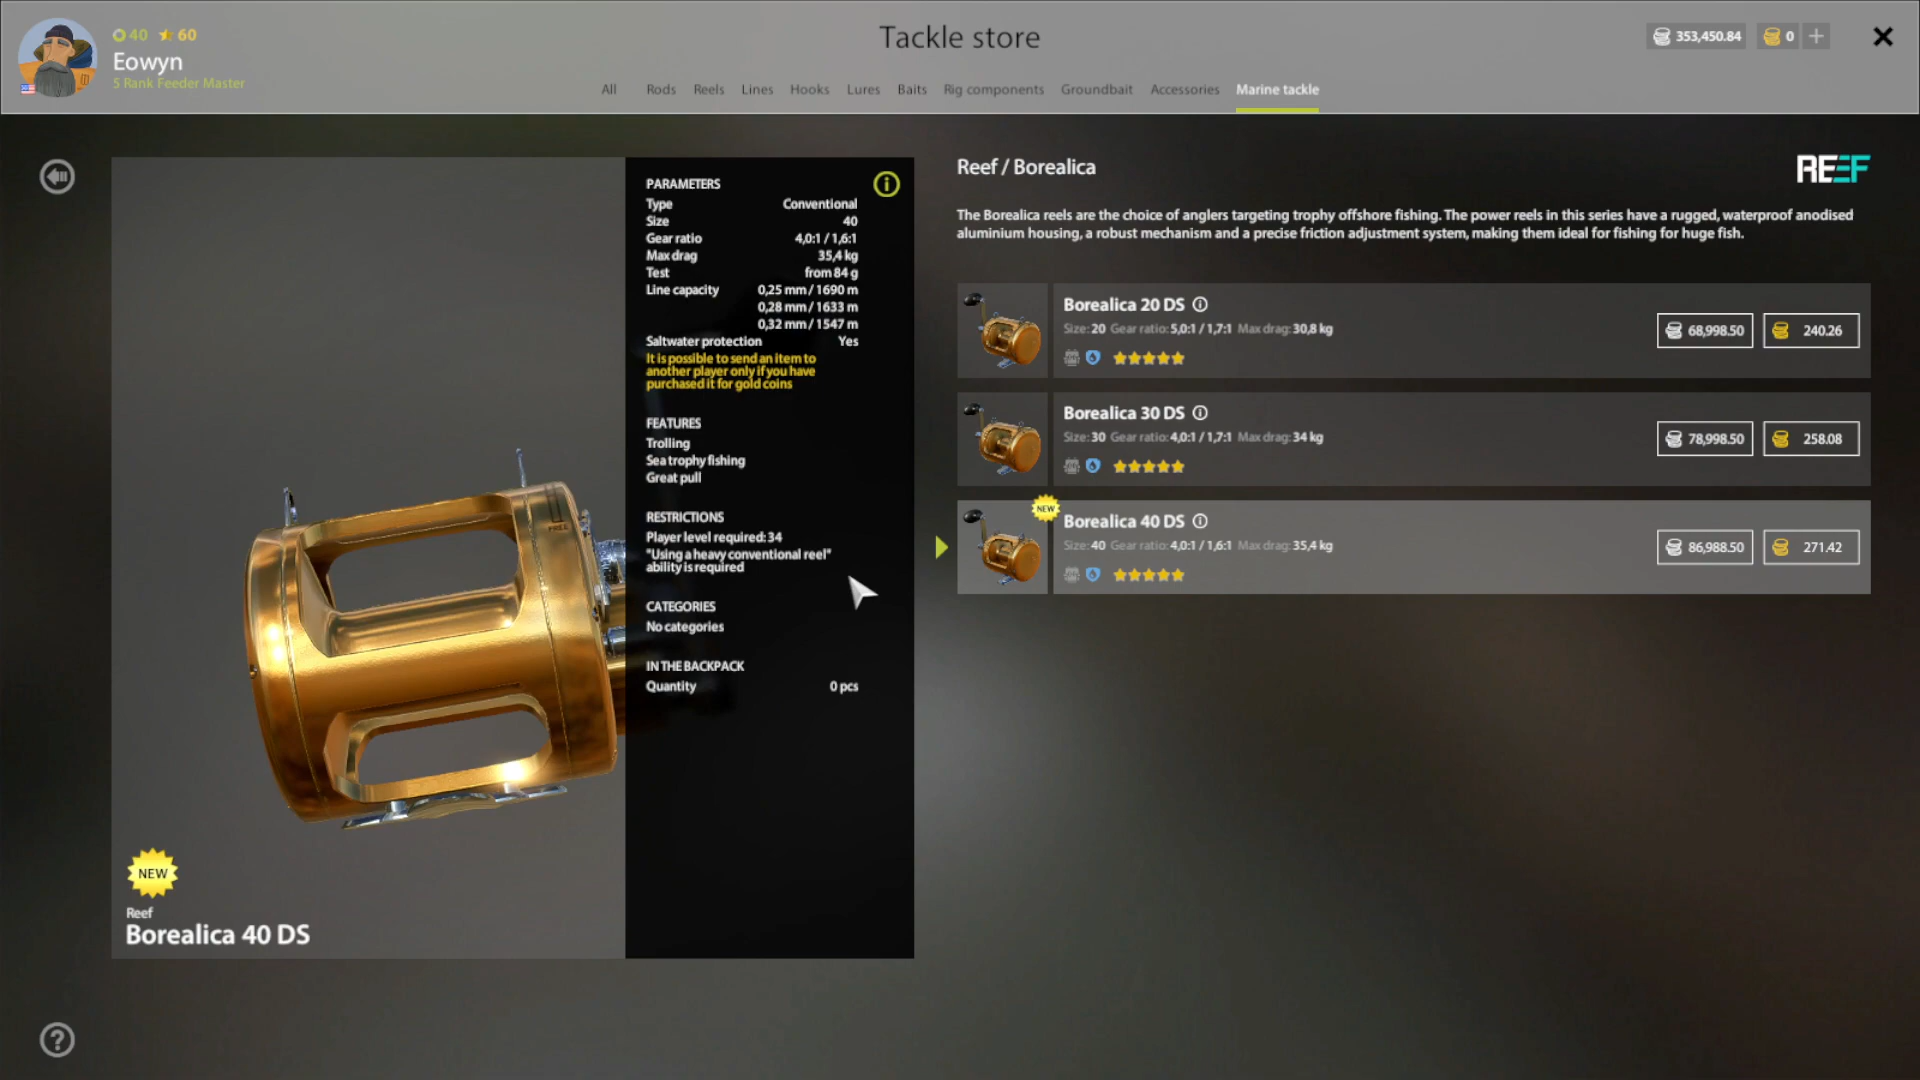 40 60
Eowyn
5 Rank Feeder Master
Tackle store
353,450.84 0 +
All Rods Reels Lines Hooks Lures Baits Rig components Groundbait Accessories Marine tackle
PARAMETERS
Type Conventional
Size 40
Gear ratio 4,0:1 / 1,6:1
Max drag 35,4 kg
Test from 84 g
Line capacity 0,25 mm / 1690 m
0,28 mm / 1633 m
0,32 mm / 1547 m
Saltwater protection Yes
It is possible to send an item to
another player only if you have
purchased it for gold coins
FEATURES
Trolling
Sea trophy fishing
Great pull
RESTRICTIONS
Player level required: 34
"Using a heavy conventional reel"
ability is required
CATEGORIES
No categories
IN THE BACKPACK
Quantity 0 pcs
FREE
NEW
Reef
Borealica 40 DS
Reef / Borealica
REEF
The Borealica reels are the choice of anglers targeting trophy offshore fishing. The power reels in this series have a rugged, waterproof anodised
aluminium housing, a robust mechanism and a precise friction adjustment system, making them ideal for fishing for huge fish.
Borealica 20 DS
Size: 20 Gear ratio: 5,0:1 / 1,7:1 Max drag: 30,8 kg
68,998.50 240.26
Borealica 30 DS
Size: 30 Gear ratio: 4,0:1 / 1,7:1 Max drag: 34 kg
78,998.50 258.08
NEW
Borealica 40 DS
Size: 40 Gear ratio: 4,0:1 / 1,6:1 Max drag: 35,4 kg
86,988.50 271.42
?